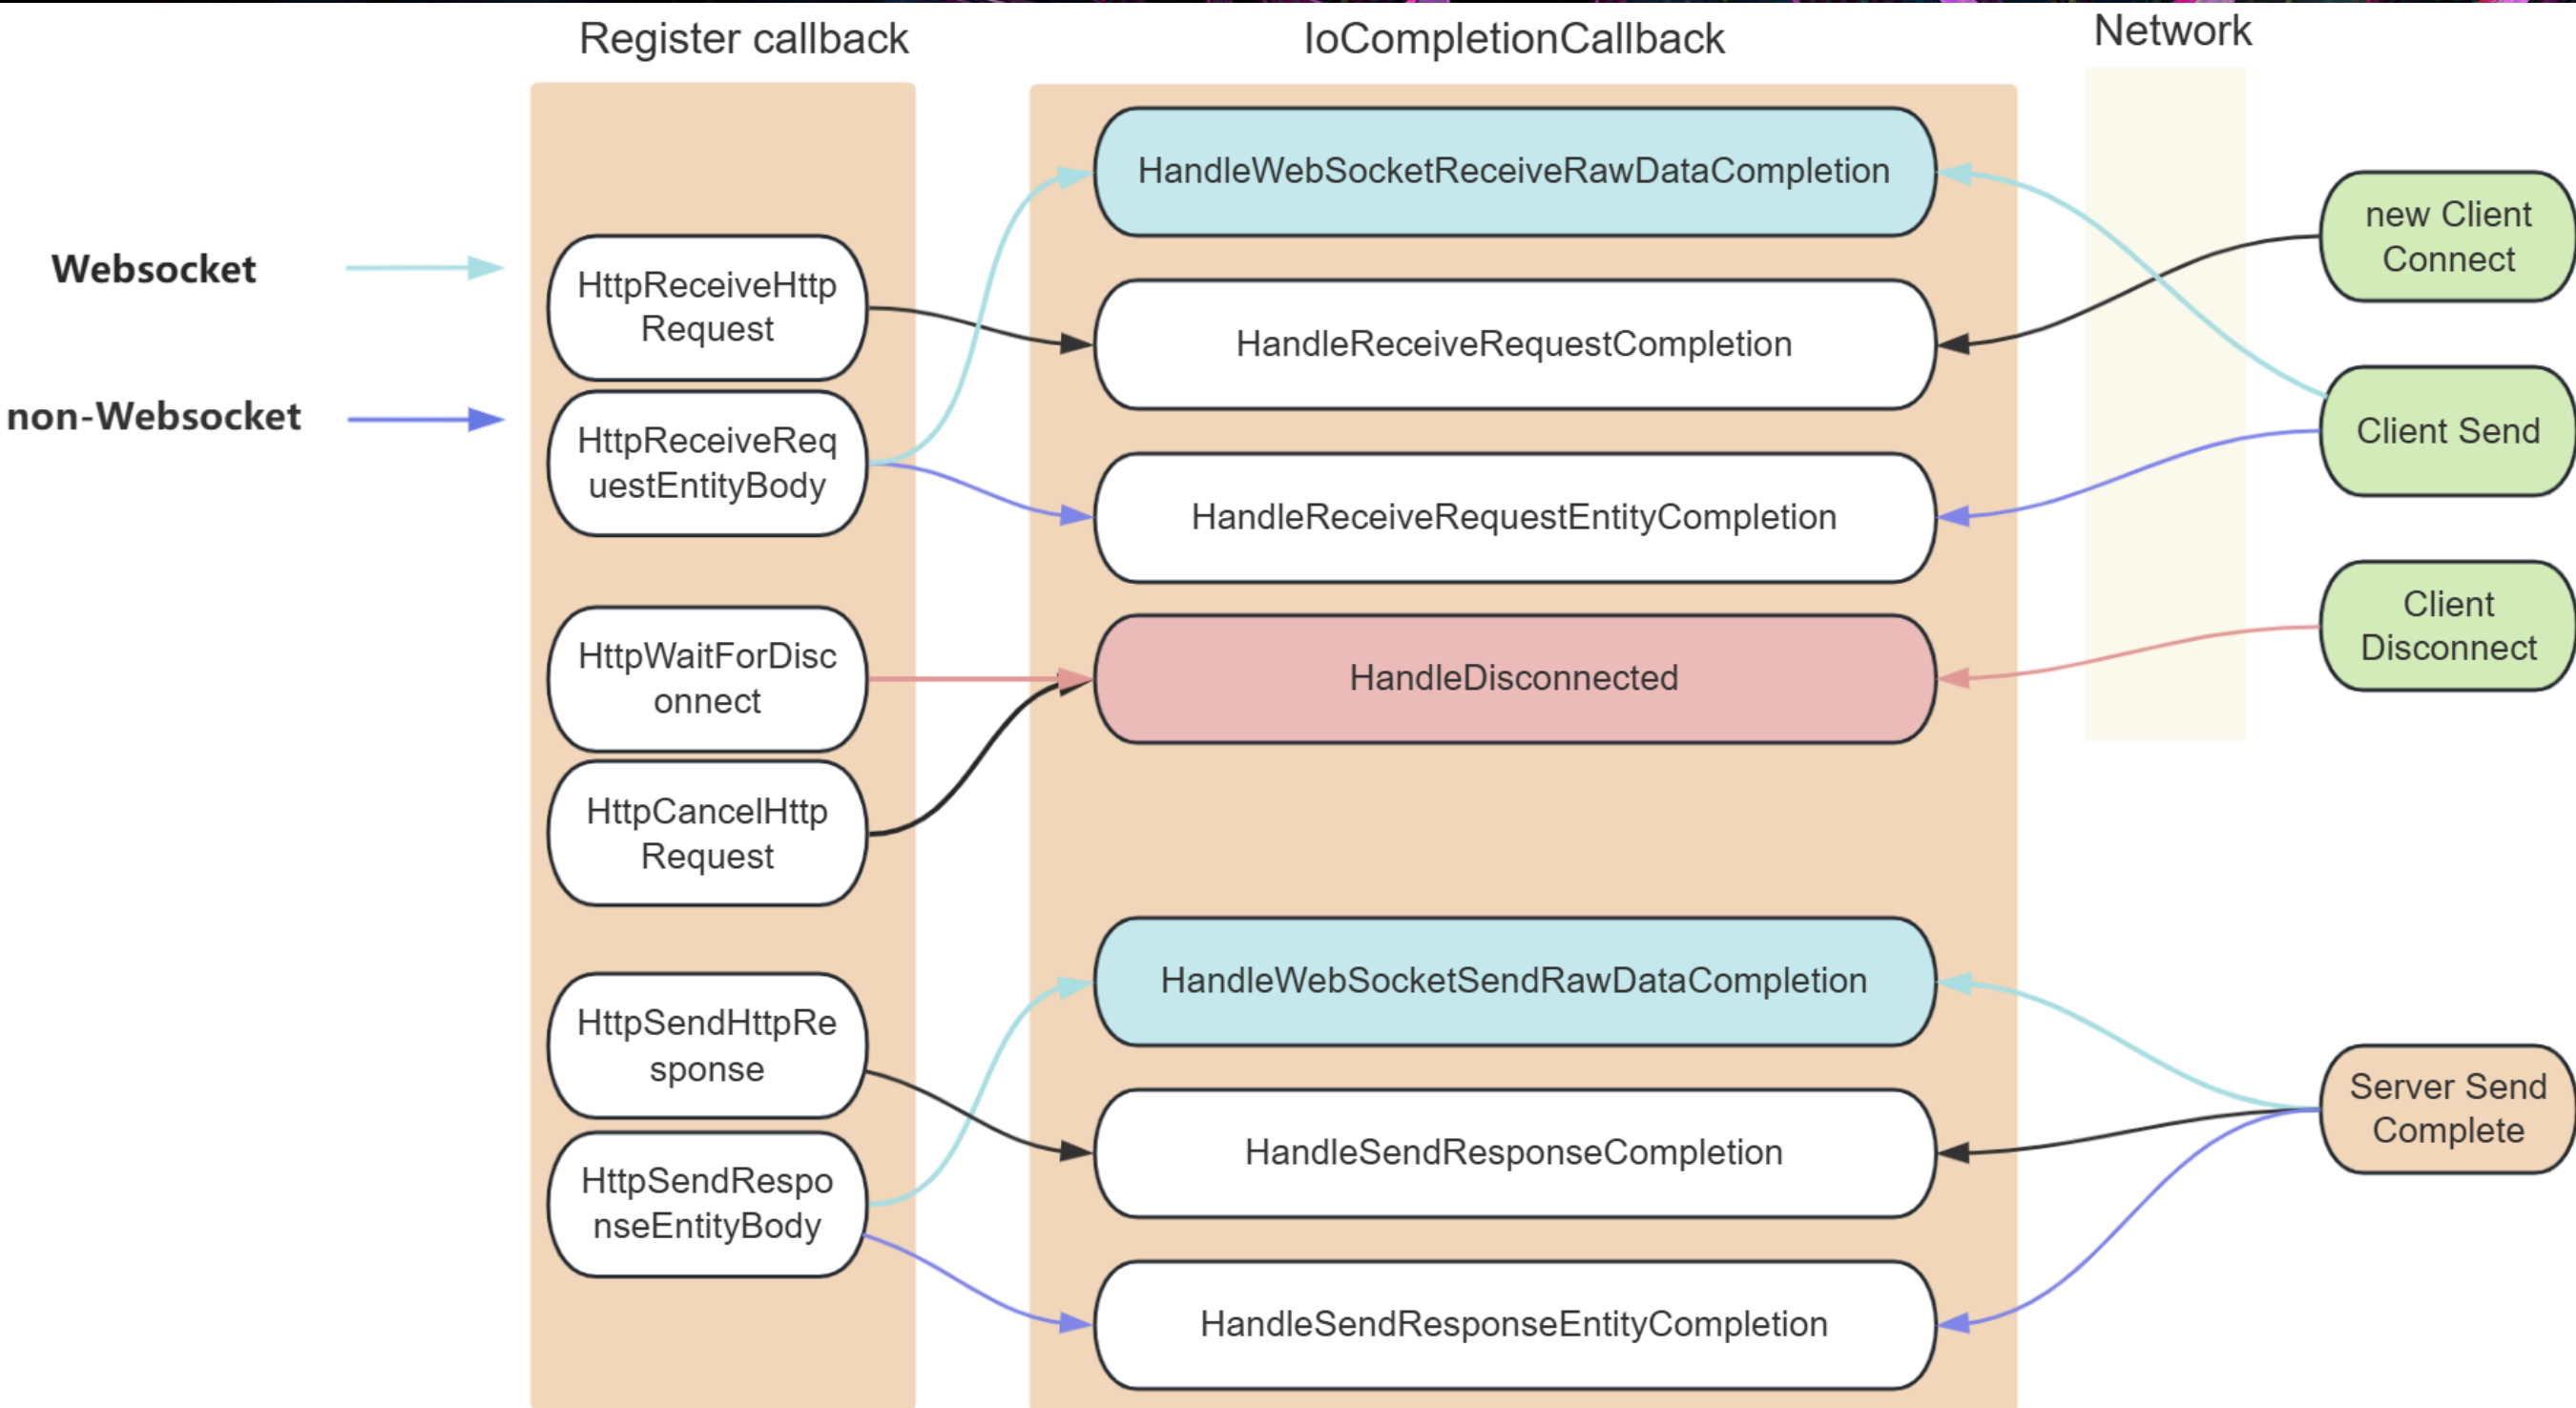 Register callback
IoCompletionCallback
Network
Websocket
non-Websocket
HttpReceiveHttp
Request
HttpReceiveReq
uestEntityBody
HttpWaitForDisc
onnect
HttpCancelHttp
Request
HttpSendHttpRe
sponse
HttpSendRespo
nseEntityBody
HandleWebSocketReceiveRawDataCompletion
HandleReceiveRequestCompletion
HandleReceiveRequestEntityCompletion
HandleDisconnected
HandleWebSocketSendRawDataCompletion
HandleSendResponseCompletion
HandleSendResponseEntityCompletion
new Client
Connect
Client Send
Client
Disconnect
Server Send
Complete